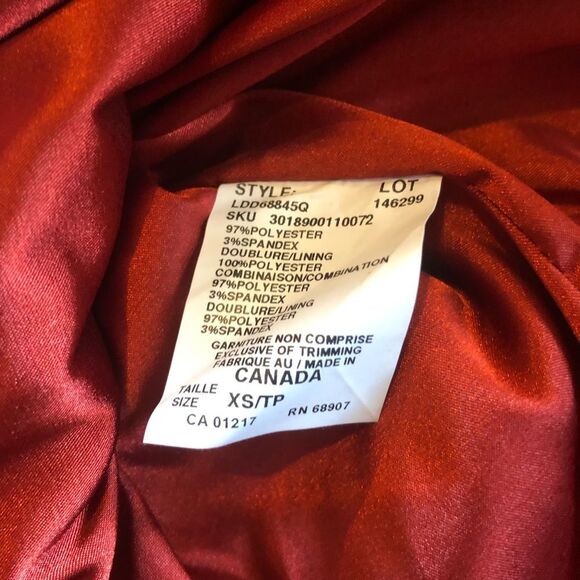 STYLE: LOT
LDD68845Q 146299
SKU 3018900110072
97%POLYESTER
3%SPANDEX
DOUBLURE/LINING
100%POLYESTER
COMBINAISON/COMBINATION
97%POLYESTER
3%SPANDEX
DOUBLURE/LINING
97%POLYESTER
3%SPANDEX
GARNITURE NON COMPRISE
EXCLUSIVE OF TRIMMING
FABRIQUE AU / MADE IN
CANADA
TAILLE
SIZE XS/TP
CA 01217 RN 68907